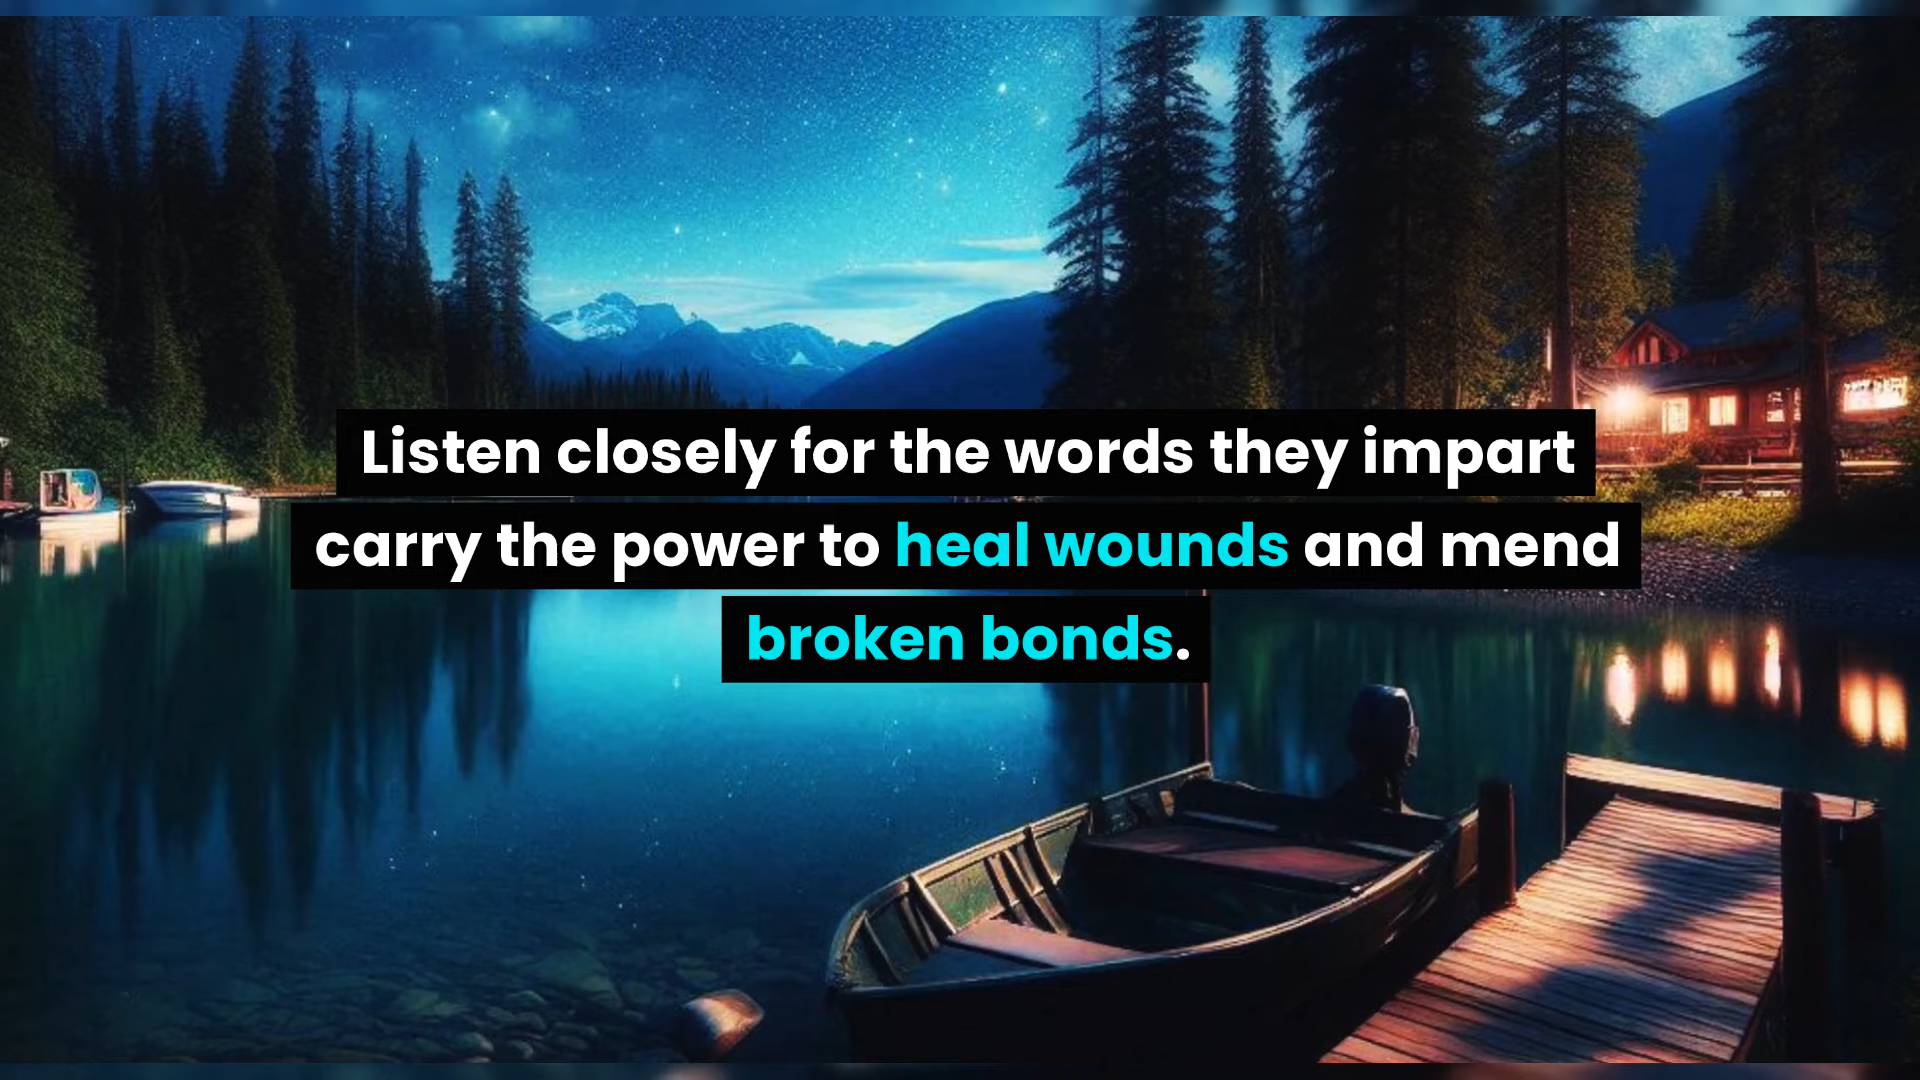 Listen closely for the words they impart
carry the power to heal wounds and mend
broken bonds.